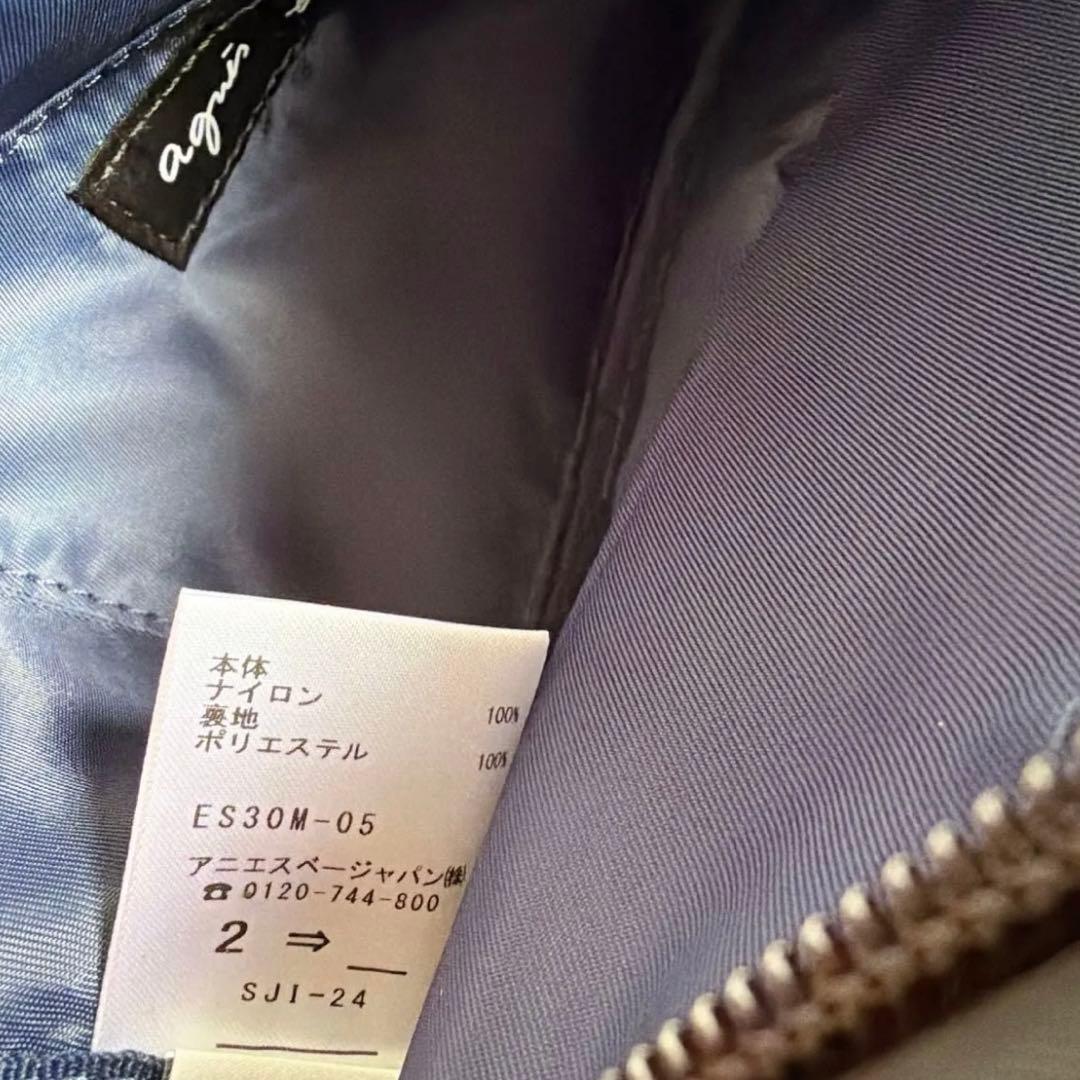 agnès
本体
ナイロン 100%
裏地
ポリエステル 100%
ES30M-05
アニエスベージャパン(株)
☎ 0120-744-800
2 ⇒
SJI-24